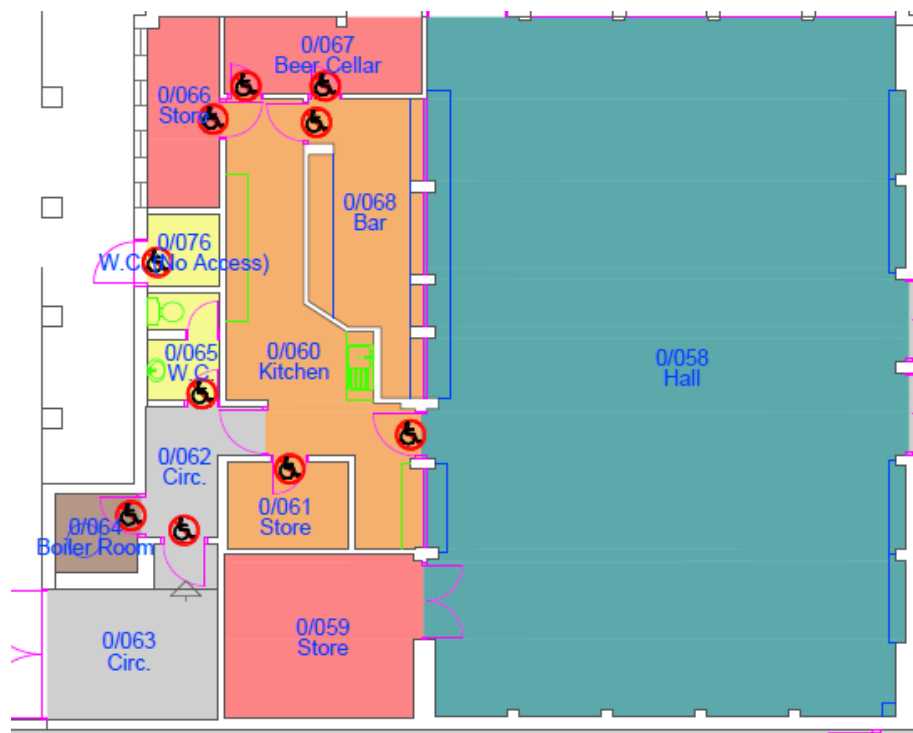 0/067
Beer Cellar
0/066
Store
0/068
Bar
0/076
W.C. (No Access)
0/065
W.C.
0/060
Kitchen
0/058
Hall
0/062
Circ.
0/061
Store
0/064
Boiler Room
0/063
Circ.
0/059
Store